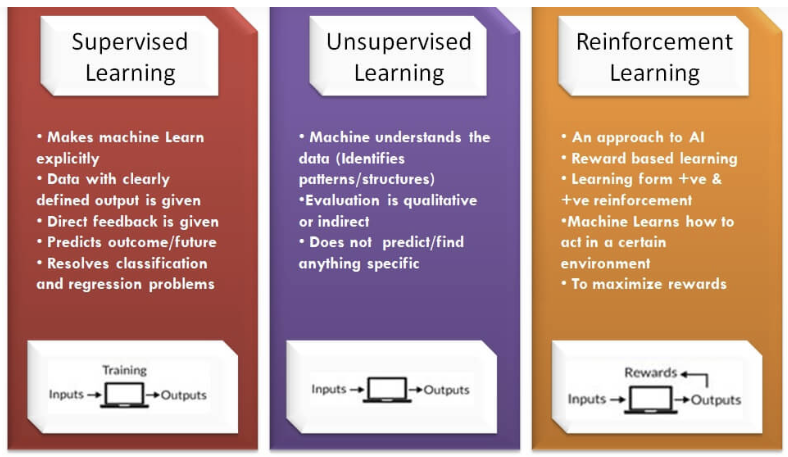 Supervised
Learning
• Makes machine Learn
explicitly
• Data with clearly
defined output is given
• Direct feedback is given
• Predicts outcome/future
• Resolves classification
and regression problems
Training
Inputs
Outputs
Unsupervised
Learning
• Machine understands the
data (Identifies
patterns/structures)
•Evaluation is qualitative
or indirect
• Does not predict/find
anything specific
Inputs
Outputs
Reinforcement
Learning
• An approach to AI
• Reward based learning
• Learning form +ve &
+ve reinforcement
•Machine Learns how to
act in a certain
environment
• To maximize rewards
Rewards
Inputs
Outputs